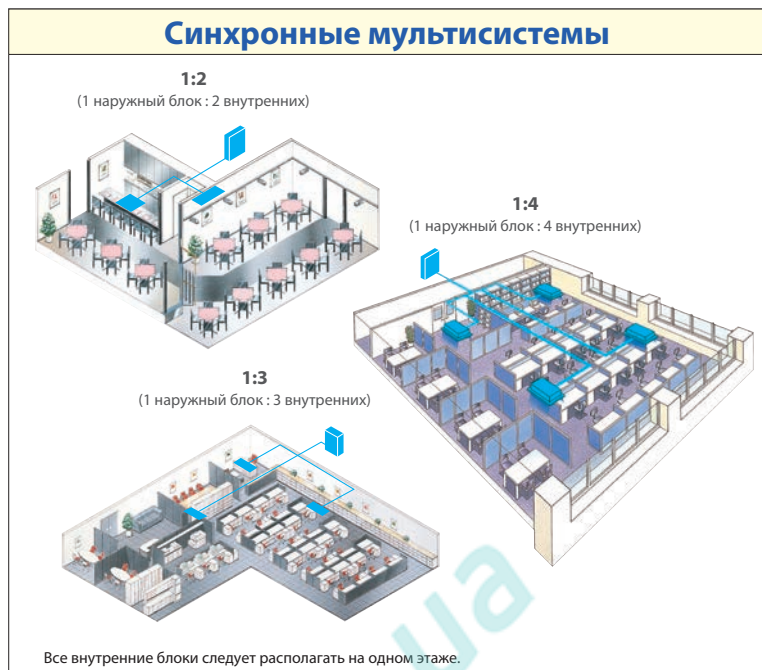 Синхронные мультисистемы
1:2
(1 наружный блок : 2 внутренних)
1:4
(1 наружный блок : 4 внутренних)
1:3
(1 наружный блок : 3 внутренних)
ua
Все внутренние блоки следует располагать на одном этаже.